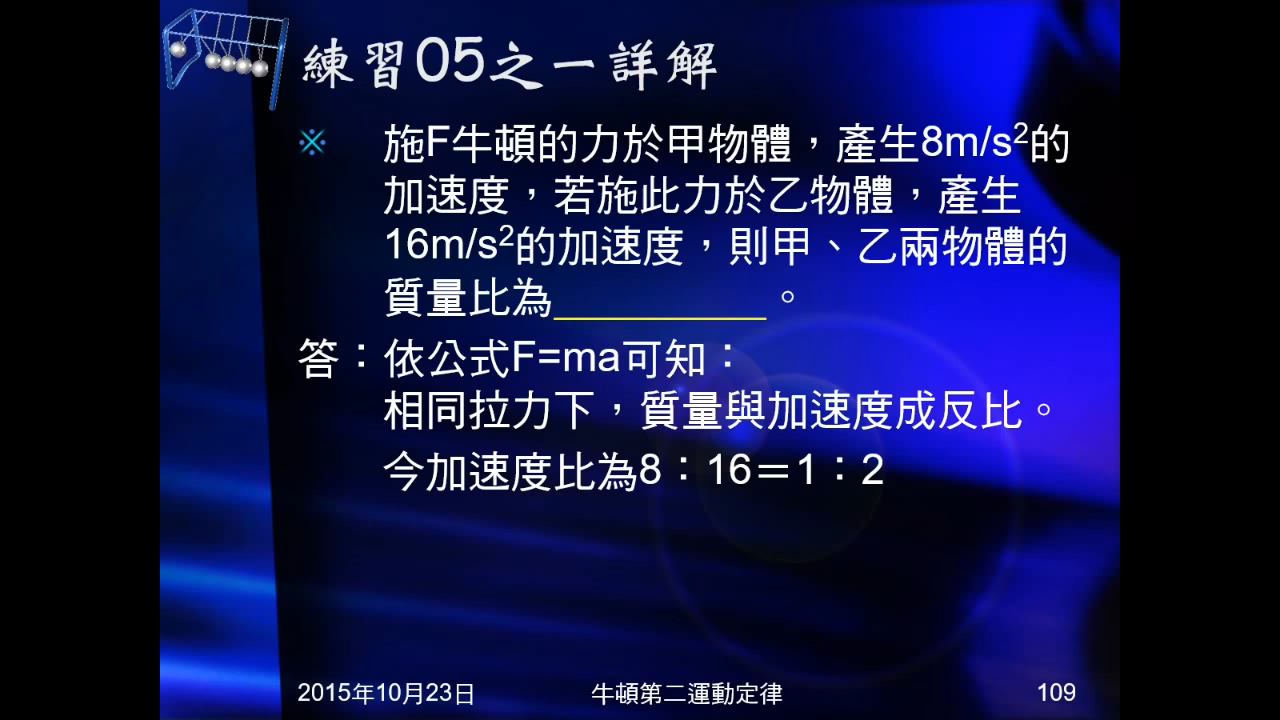 練習05之一詳解
※ 施F牛頓的力於甲物體，產生8m/s²的
加速度，若施此力於乙物體，產生
16m/s²的加速度，則甲、乙兩物體的
質量比為__________。
答：依公式F=ma可知：
相同拉力下，質量與加速度成反比。
今加速度比為8：16＝1：2
2015年10月23日 牛頓第二運動定律 109